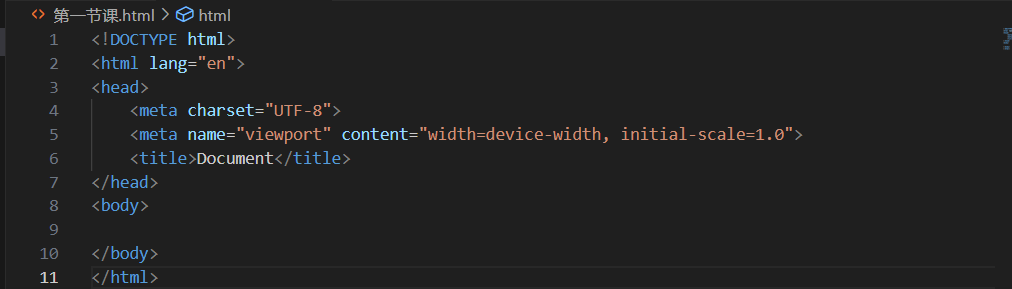 第一节课.html > html
1 <!DOCTYPE html>
2 <html lang="en">
3 <head>
4     <meta charset="UTF-8">
5     <meta name="viewport" content="width=device-width, initial-scale=1.0">
6     <title>Document</title>
7 </head>
8 <body>
9
10 </body>
11 </html>